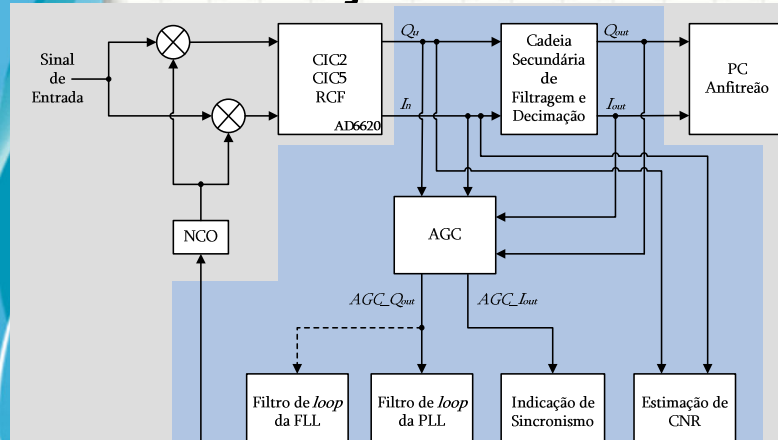 Sinal
de
Entrada
CIC2
CIC5
RCF
AD6620
Qu
In
Cadeia
Secundária
de
Filtragem e
Decimação
Qout
Iout
PC
Anfitreão
NCO
AGC
AGC_Qout
AGC_Iout
Filtro de loop
da FLL
Filtro de loop
da PLL
Indicação de
Sincronismo
Estimação de
CNR